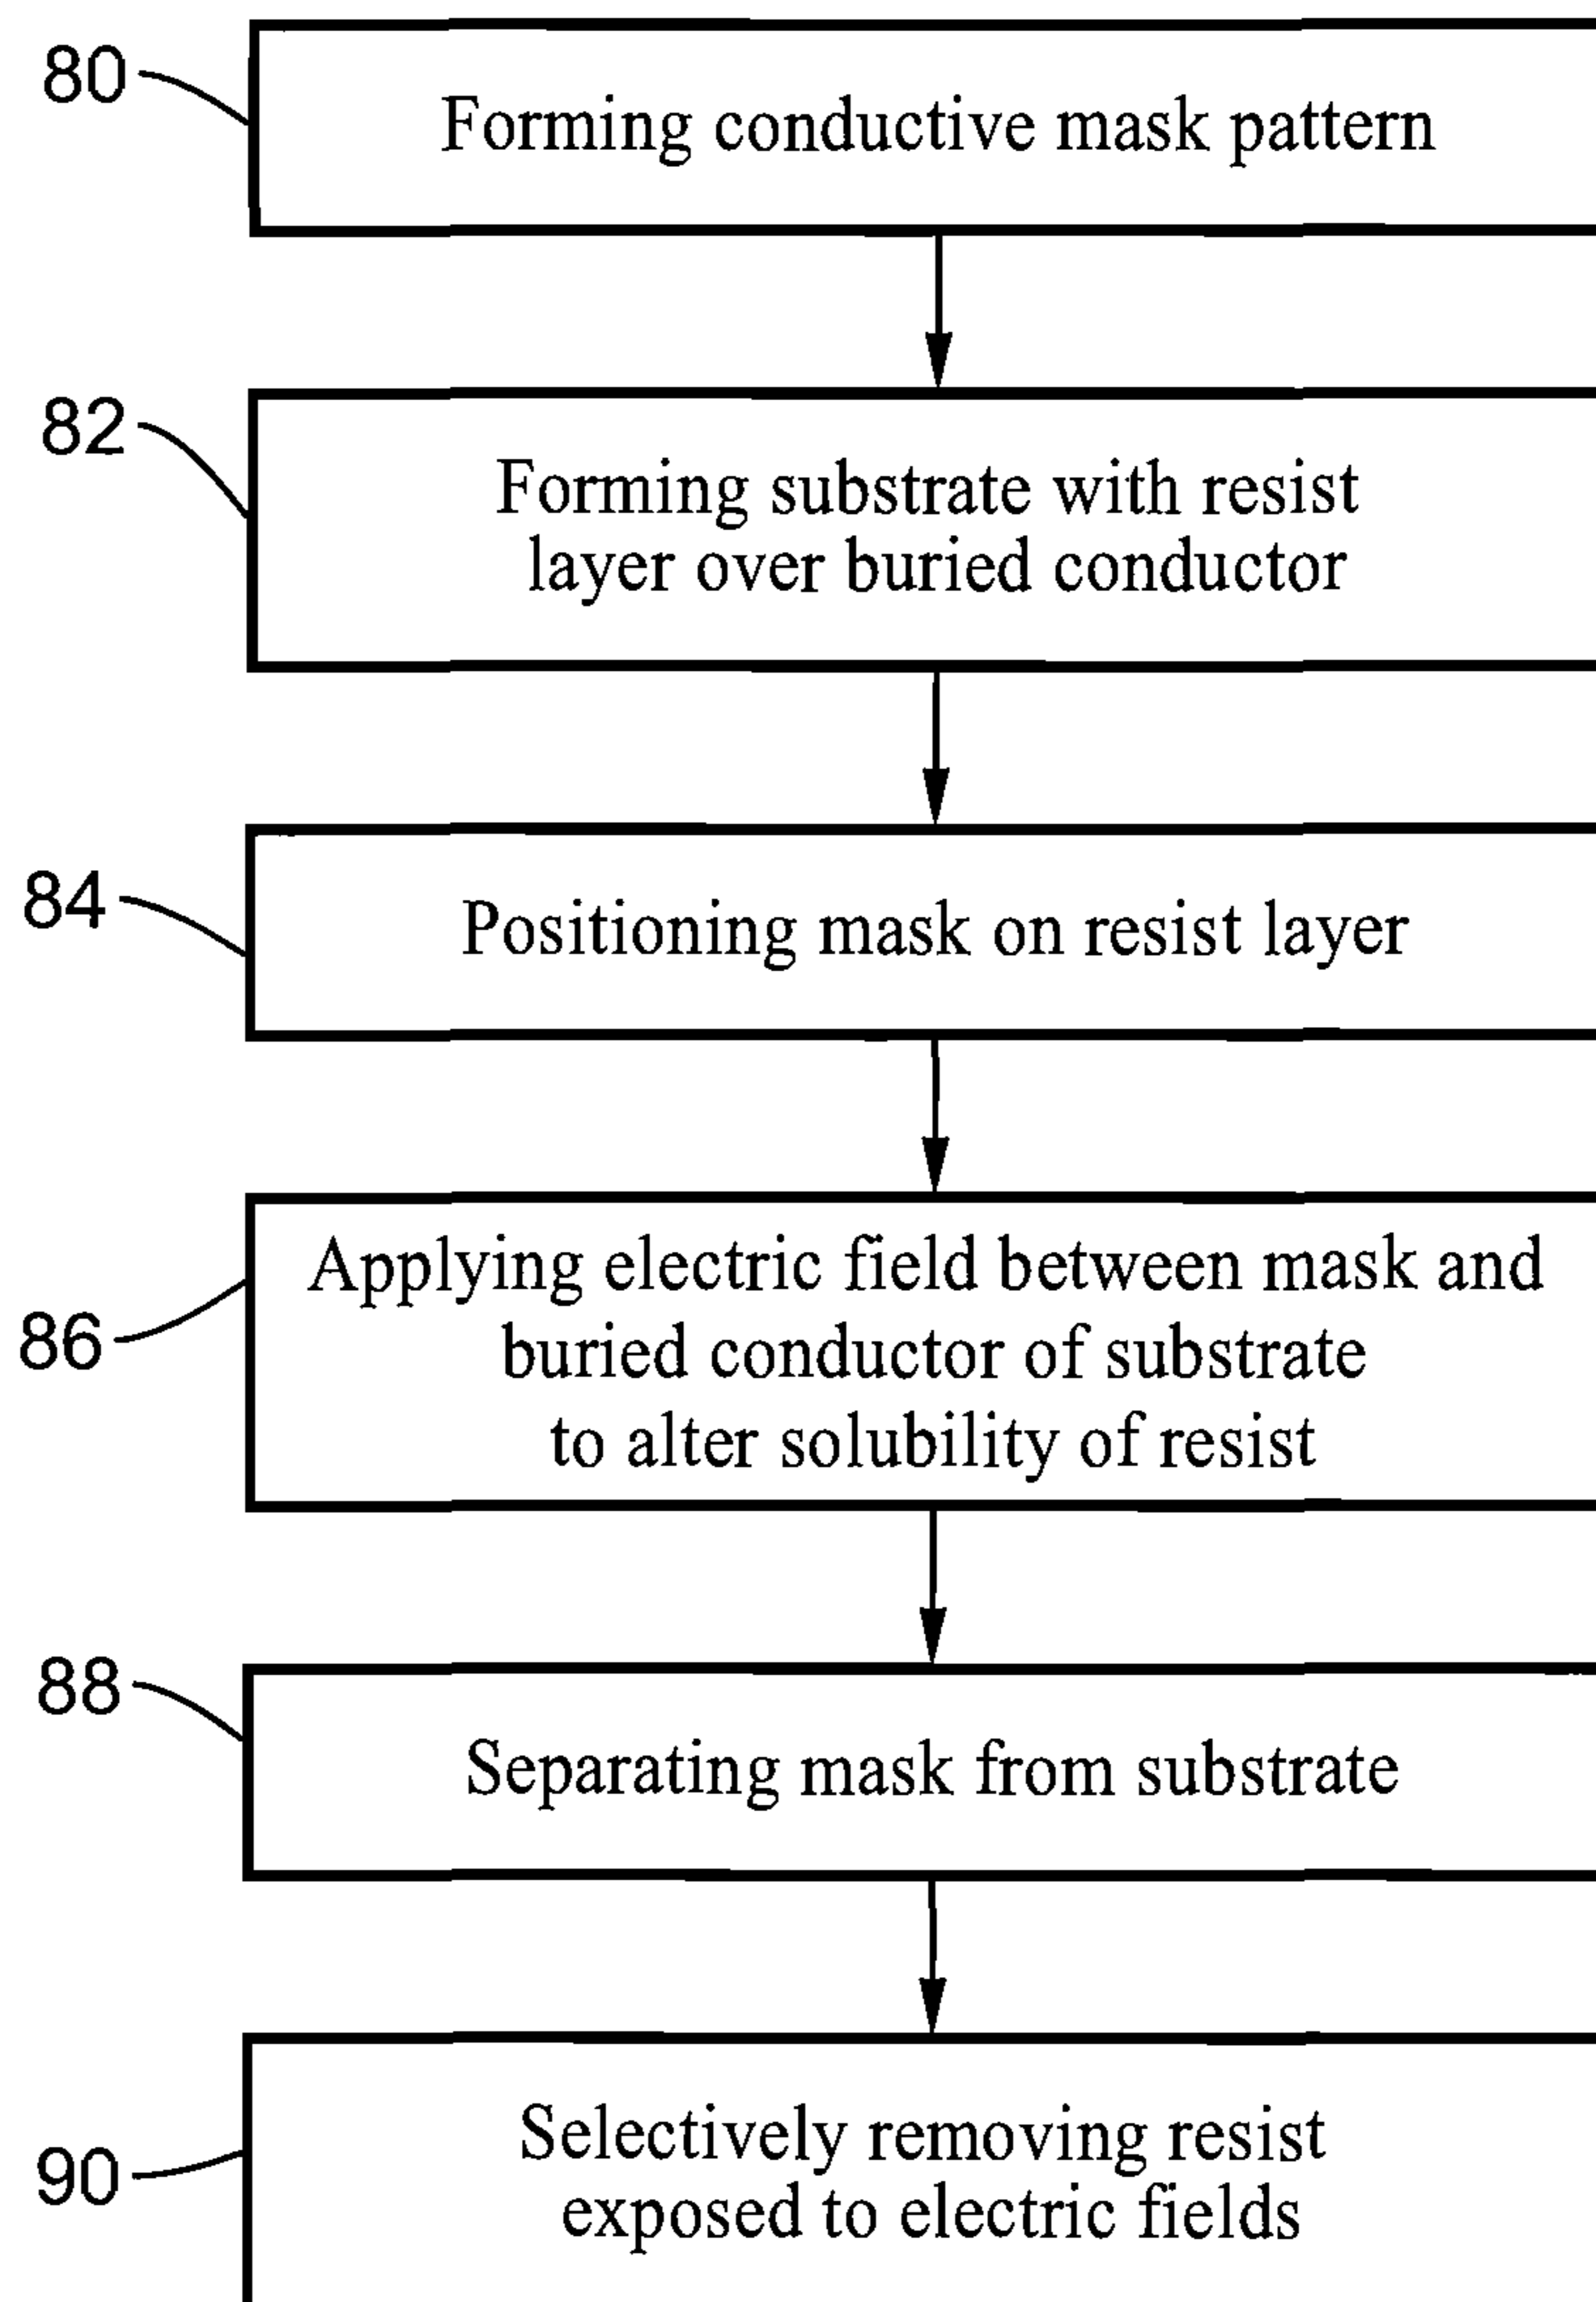 80
Forming conductive mask pattern
82
Forming substrate with resist
layer over buried conductor
84
Positioning mask on resist layer
86
Applying electric field between mask and
buried conductor of substrate
to alter solubility of resist
88
Separating mask from substrate
90
Selectively removing resist
exposed to electric fields